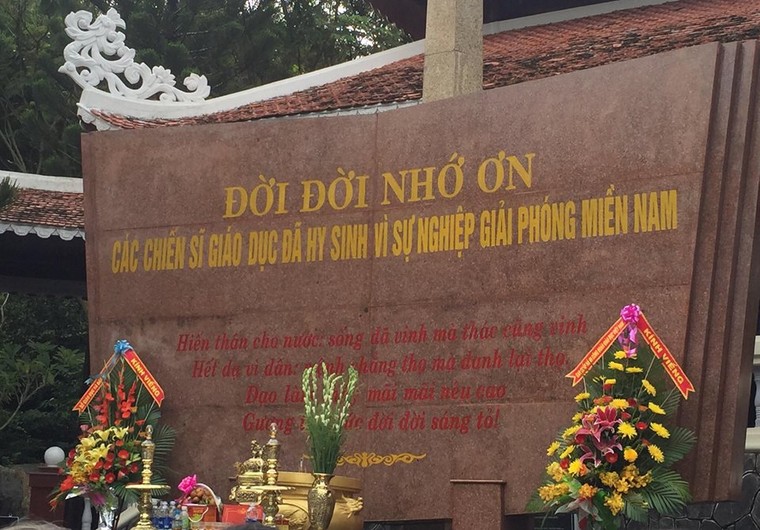 ĐỜI ĐỜI NHỚ ƠN
CÁC CHIẾN SĨ GIÁO DỤC ĐÃ HY SINH VÌ SỰ NGHIỆP GIẢI PHÓNG MIỀN NAM
Hiến thân cho nước: sống đã vinh mà thác cũng vinh
Hết dạ vì dân: chẳng thọ mà danh lại thọ.
Đạo mãi mãi nêu cao
Gương đời đời sáng tỏ!
KÍNH VIẾNG
KÍNH VIẾNG